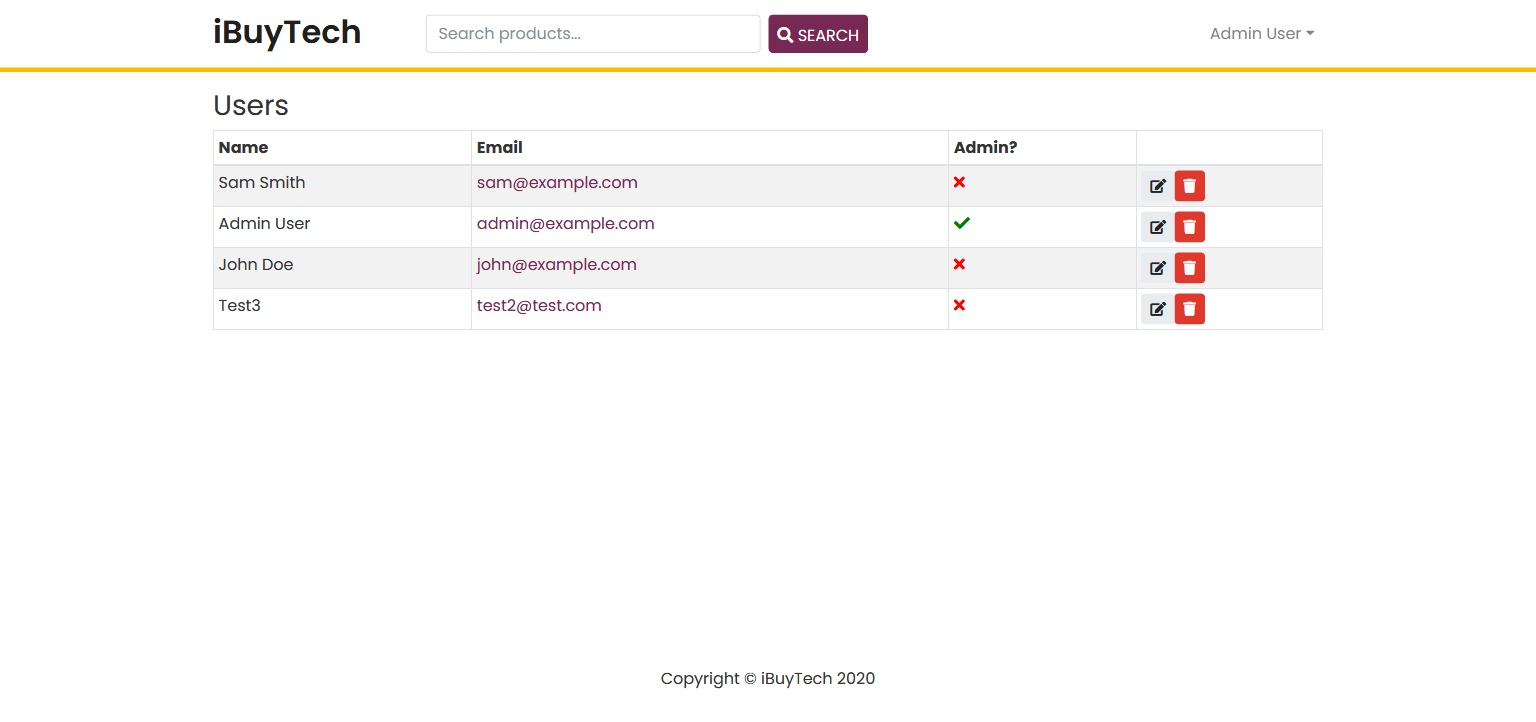 iBuyTech
Search products...
SEARCH
Admin User
Users
Name Email Admin?
Sam Smith sam@example.com
Admin User admin@example.com
John Doe john@example.com
Test3 test2@test.com
Copyright © iBuyTech 2020